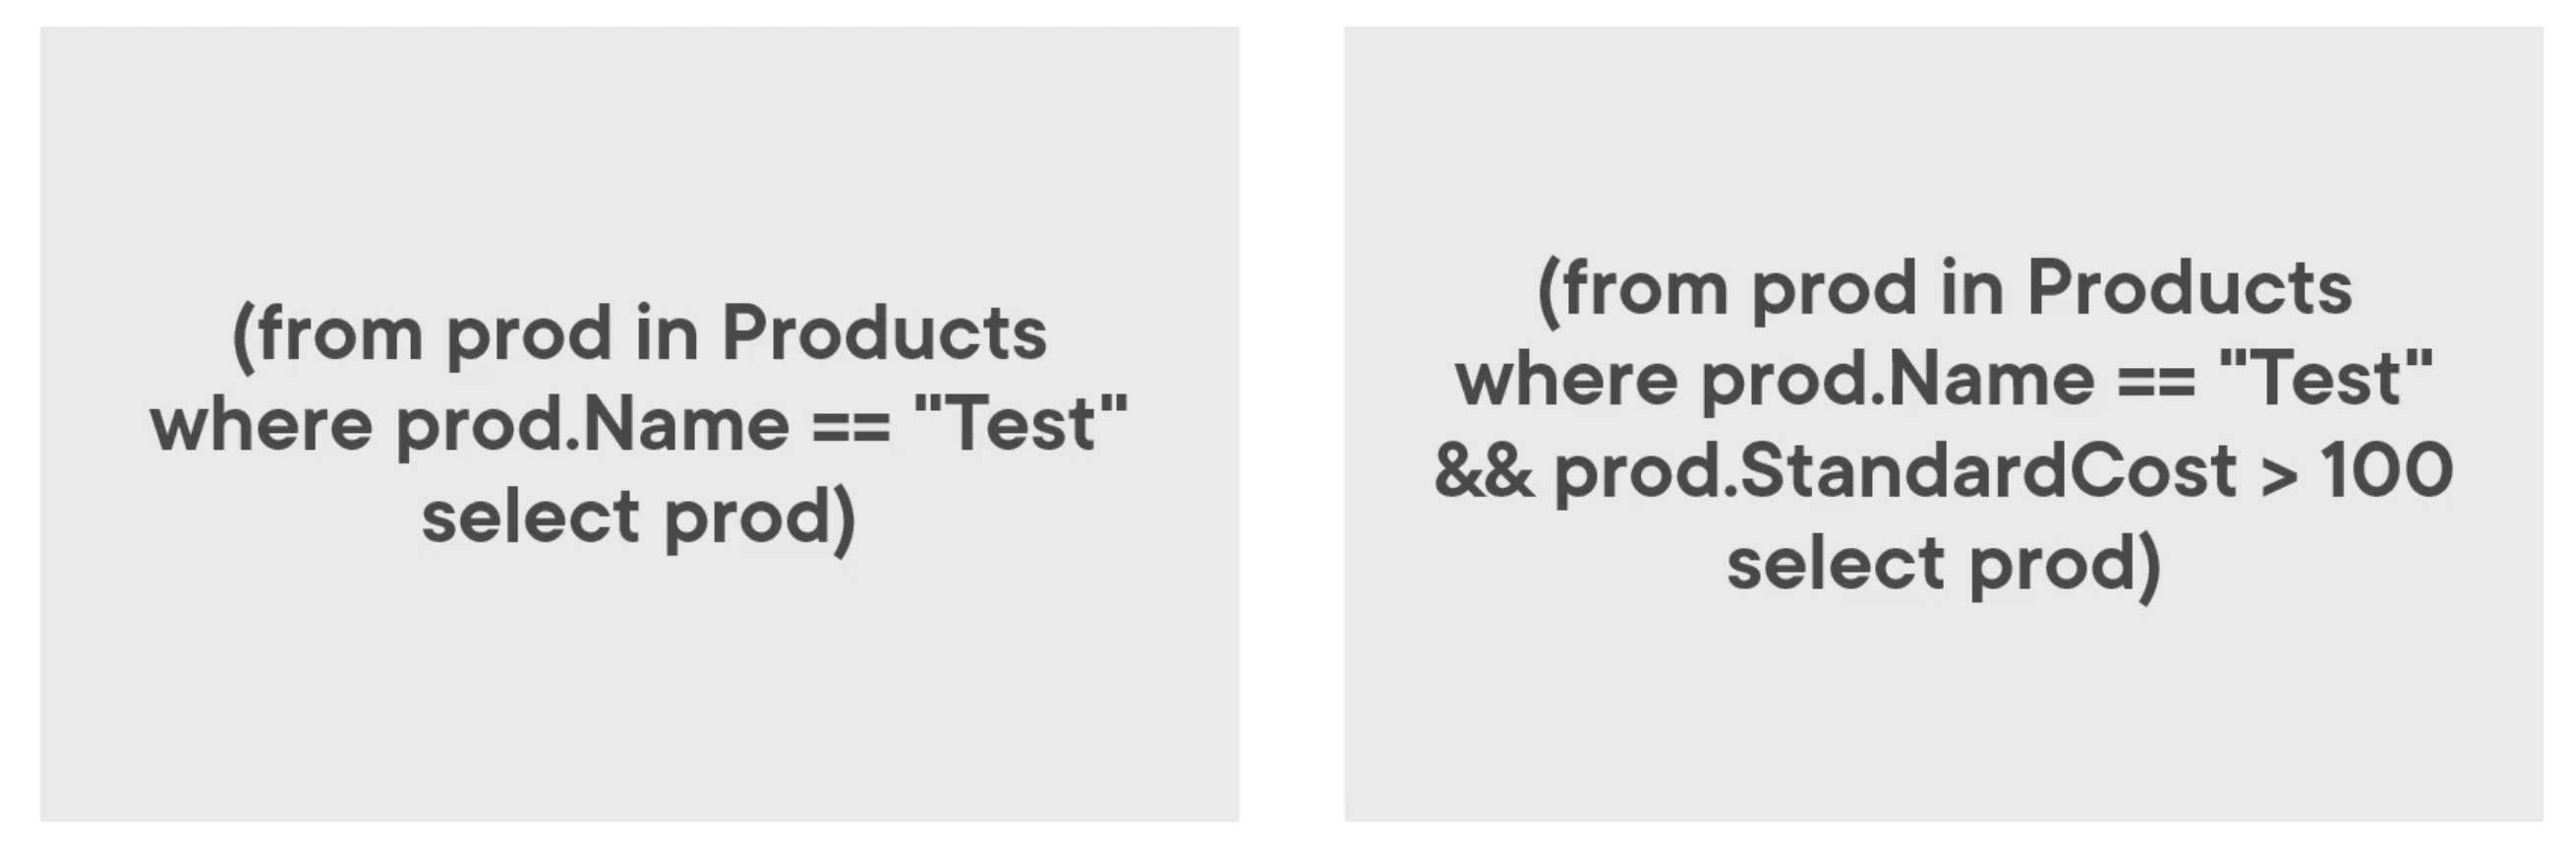 (from prod in Products
where prod.Name == "Test"
select prod)
(from prod in Products
where prod.Name == "Test"
&& prod.StandardCost > 100
select prod)